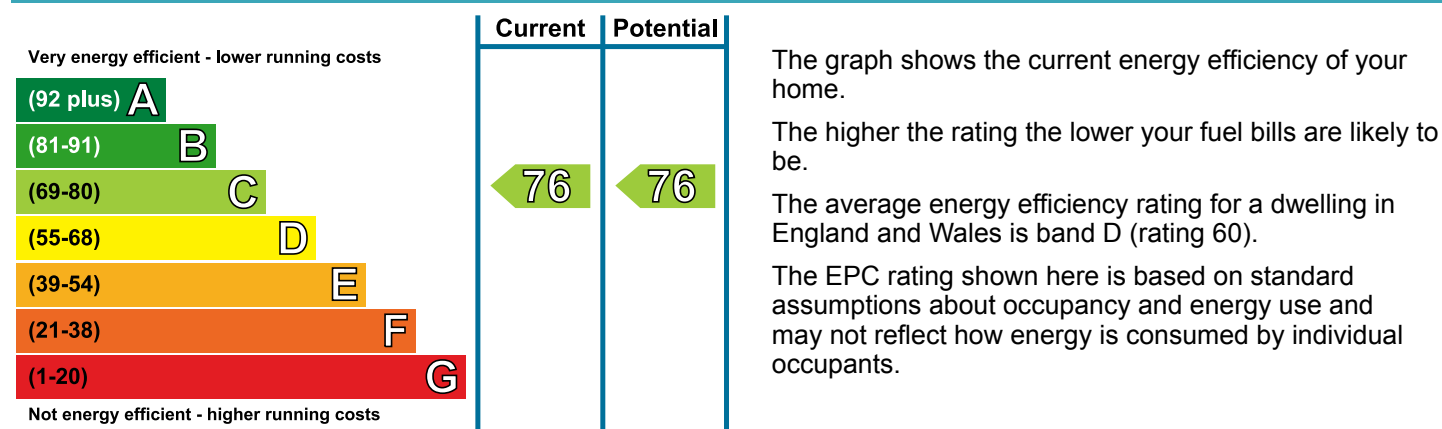 Current Potential
Very energy efficient - lower running costs
(92 plus) A
(81-91) B
(69-80) C
76 76
(55-68) D
(39-54) E
(21-38) F
(1-20) G
Not energy efficient - higher running costs
The graph shows the current energy efficiency of your
home.
The higher the rating the lower your fuel bills are likely to
be.
The average energy efficiency rating for a dwelling in
England and Wales is band D (rating 60).
The EPC rating shown here is based on standard
assumptions about occupancy and energy use and
may not reflect how energy is consumed by individual
occupants.